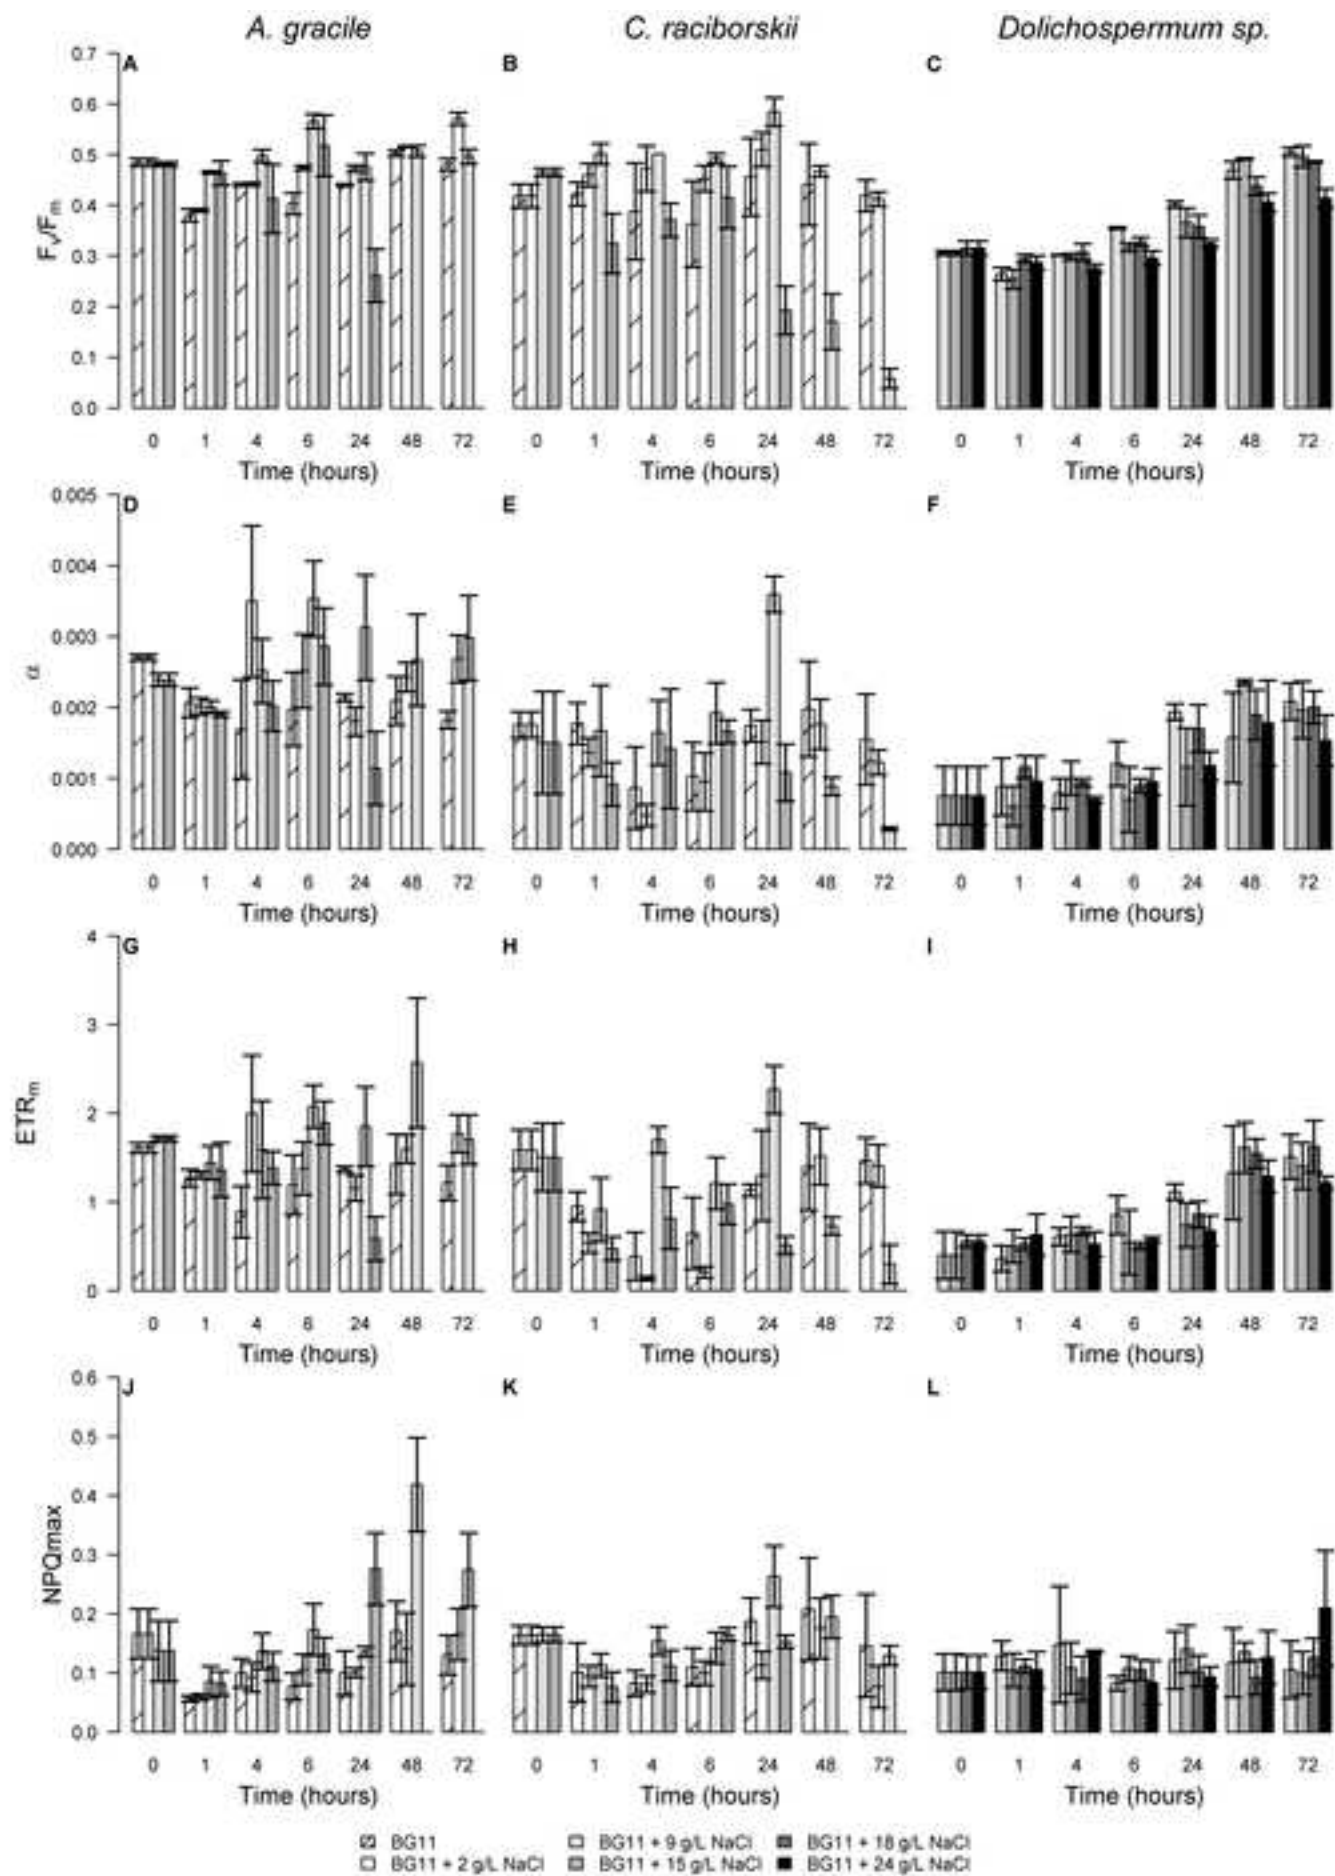 A. gracile C. raciborskii Dolichospermum sp.
A B C
0.7
0.6
0.5
0.4
0.3
0.2
0.1
0.0
Fv/Fm
0 1 4 6 24 48 72 0 1 4 6 24 48 72 0 1 4 6 24 48 72
Time (hours) Time (hours) Time (hours)
D E F
0.005
0.004
0.003
0.002
0.001
0.000
α
0 1 4 6 24 48 72 0 1 4 6 24 48 72 0 1 4 6 24 48 72
Time (hours) Time (hours) Time (hours)
G H I
4
3
2
1
0
ETRm
0 1 4 6 24 48 72 0 1 4 6 24 48 72 0 1 4 6 24 48 72
Time (hours) Time (hours) Time (hours)
J K L
0.6
0.5
0.4
0.3
0.2
0.1
0.0
NPQmax
0 1 4 6 24 48 72 0 1 4 6 24 48 72 0 1 4 6 24 48 72
Time (hours) Time (hours) Time (hours)
BG11 BG11 + 9 g/L NaCl BG11 + 18 g/L NaCl
BG11 + 2 g/L NaCl BG11 + 15 g/L NaCl BG11 + 24 g/L NaCl